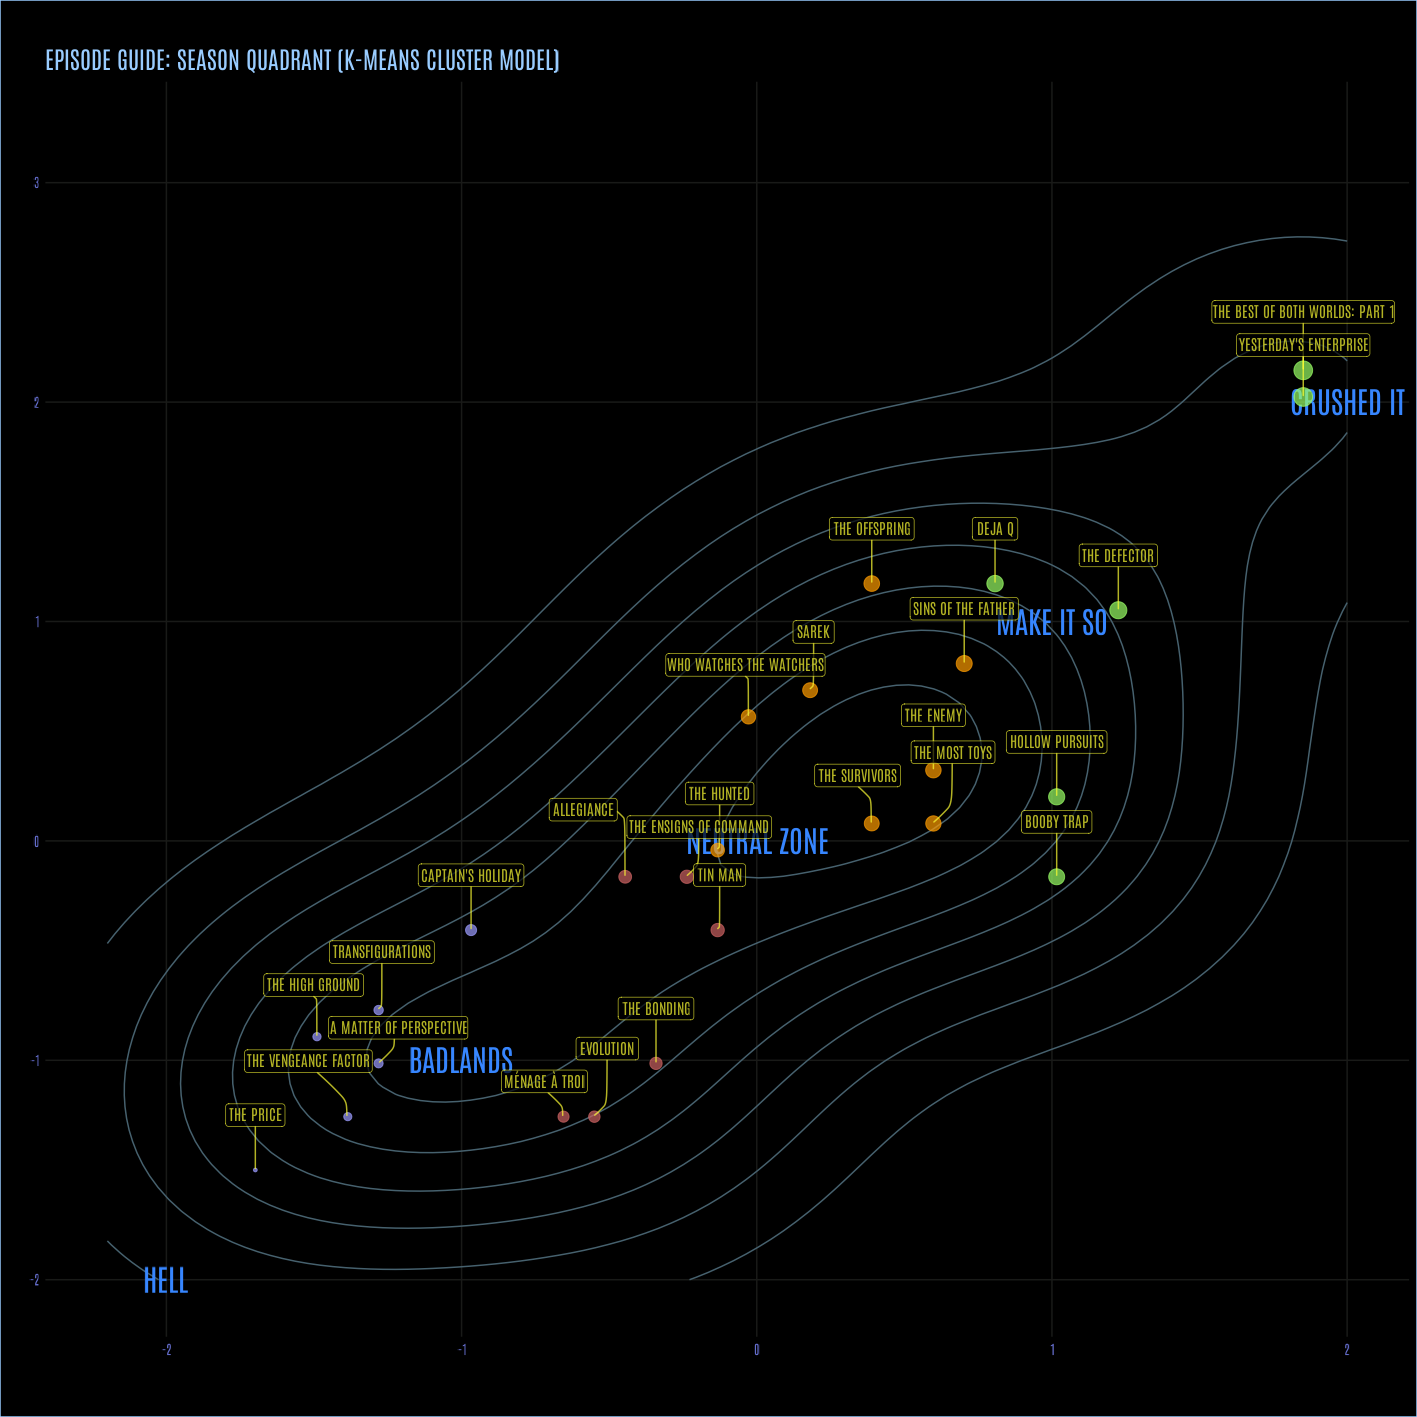 EPISODE GUIDE: SEASON QUADRANT (K-MEANS CLUSTER MODEL)
3
THE BEST OF BOTH WORLDS: PART 1
YESTERDAY'S ENTERPRISE
2
CRUSHED IT
THE OFFSPRING
DEJA Q
THE DEFECTOR
SINS OF THE FATHER
1
MAKE IT SO
SAREK
WHO WATCHES THE WATCHERS
THE ENEMY
HOLLOW PURSUITS
THE MOST TOYS
THE SURVIVORS
THE HUNTED
ALLEGIANCE
BOOBY TRAP
THE ENSIGNS OF COMMAND
0
NEUTRAL ZONE
CAPTAIN'S HOLIDAY
TIN MAN
TRANSFIGURATIONS
THE HIGH GROUND
THE BONDING
A MATTER OF PERSPECTIVE
EVOLUTION
-1
THE VENGEANCE FACTOR
BADLANDS
MÉNAGE À TROI
THE PRICE
-2
HELL
-2
-1
0
1
2